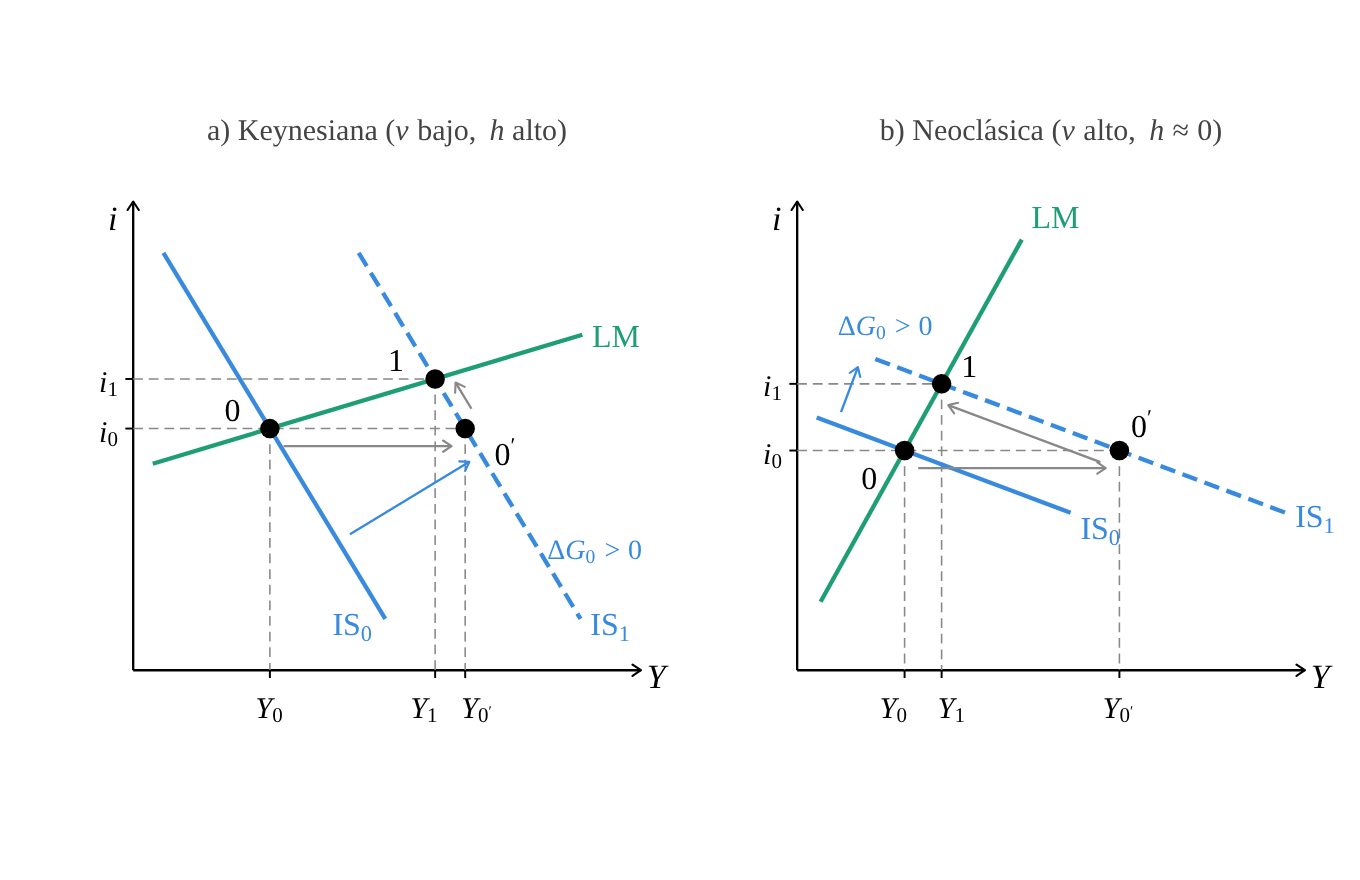 a) Keynesiana (v bajo, h alto)
i
LM
1
i₁
0
i₀
0′
ΔG₀ > 0
IS₀
IS₁
Y
Y₀
Y₁
Y₀′
b) Neoclásica (v alto, h ≈ 0)
i
LM
ΔG₀ > 0
1
i₁
0′
i₀
0
IS₁
IS₀
Y
Y₀
Y₁
Y₀′